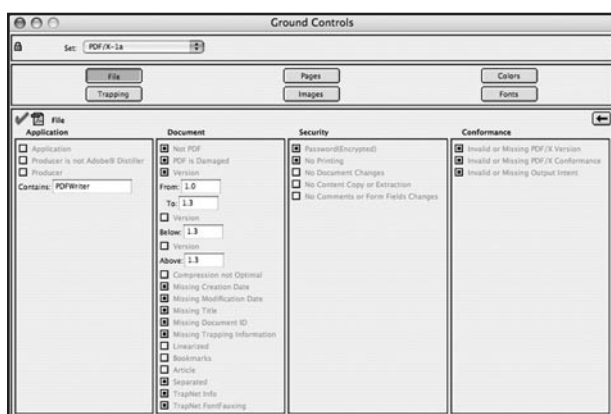 Ground Controls
Set: PDF/X-1a
File
Pages
Colors
Trapping
Images
Fonts
File
Application
Application
Producer is not Adobe® Distiller
Producer
Contains: PDFWriter
Document
Not PDF
PDF is Damaged
Version
From: 1.0
To: 1.3
Version
Below: 1.3
Version
Above: 1.3
Compression not Optimal
Missing Creation Date
Missing Modification Date
Missing Title
Missing Document ID
Missing Trapping Information
Linearized
Bookmarks
Article
Separated
TrapNet Info
TrapNet FontFauxing
Security
Password(Encrypted)
No Printing
No Document Changes
No Content Copy or Extraction
No Comments or Form Fields Changes
Conformance
Invalid or Missing PDF/X Version
Invalid or Missing PDF/X Conformance
Invalid or Missing Output Intent